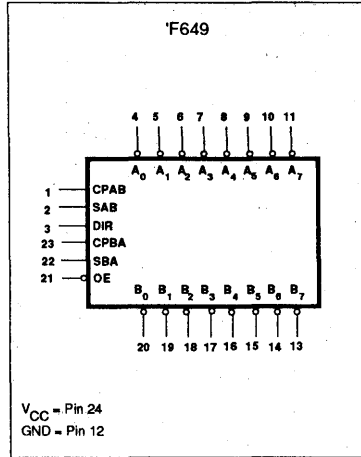 'F649
4 5 6 7 8 9 10 11
A0 A1 A2 A3 A4 A5 A6 A7
1 CPAB
2 SAB
3 DIR
23 CPBA
22 SBA
21 OE
B0 B1 B2 B3 B4 B5 B6 B7
20 19 18 17 16 15 14 13
VCC = Pin 24
GND = Pin 12